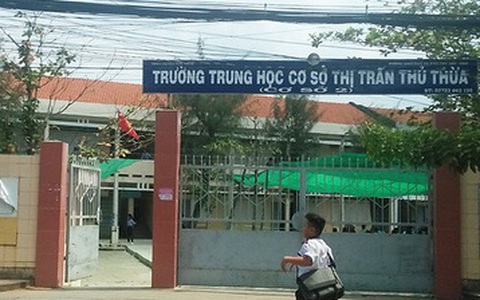 TRƯỜNG TRUNG HỌC CƠ SỞ THỊ TRẤN THỦ THỪA
(CƠ SỞ 2)